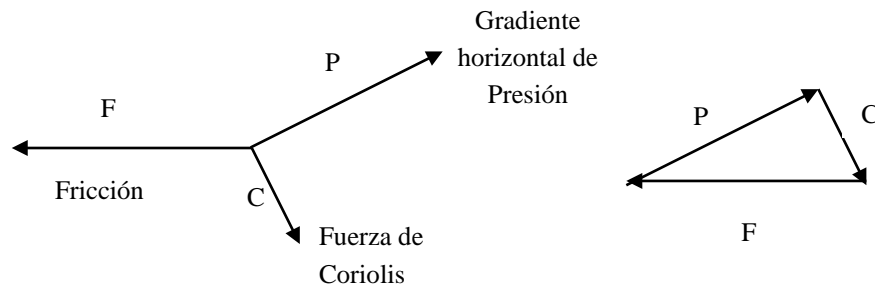 Gradiente
horizontal de
Presión
P
F
Fricción
C
Fuerza de
Coriolis
P
C
F